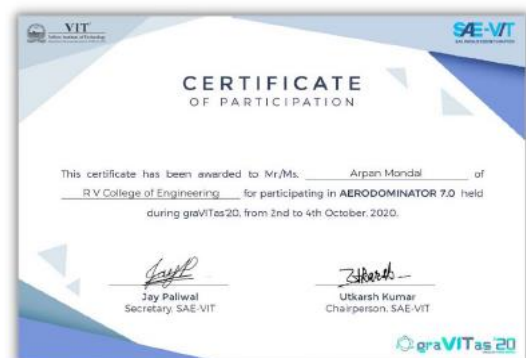 VIT
SAE-VIT
CERTIFICATE
OF PARTICIPATION
This certificate has been awarded to Mr/Ms. Arpan Mondal of
R V College of Engineering for participating in AERODOMINATOR 7.0 held
during graVITas'20, from 2nd to 4th October, 2020.
Jay Paliwal
Secretary, SAE-VIT
Utkarsh Kumar
Chairperson, SAE-VIT
graVITas'20